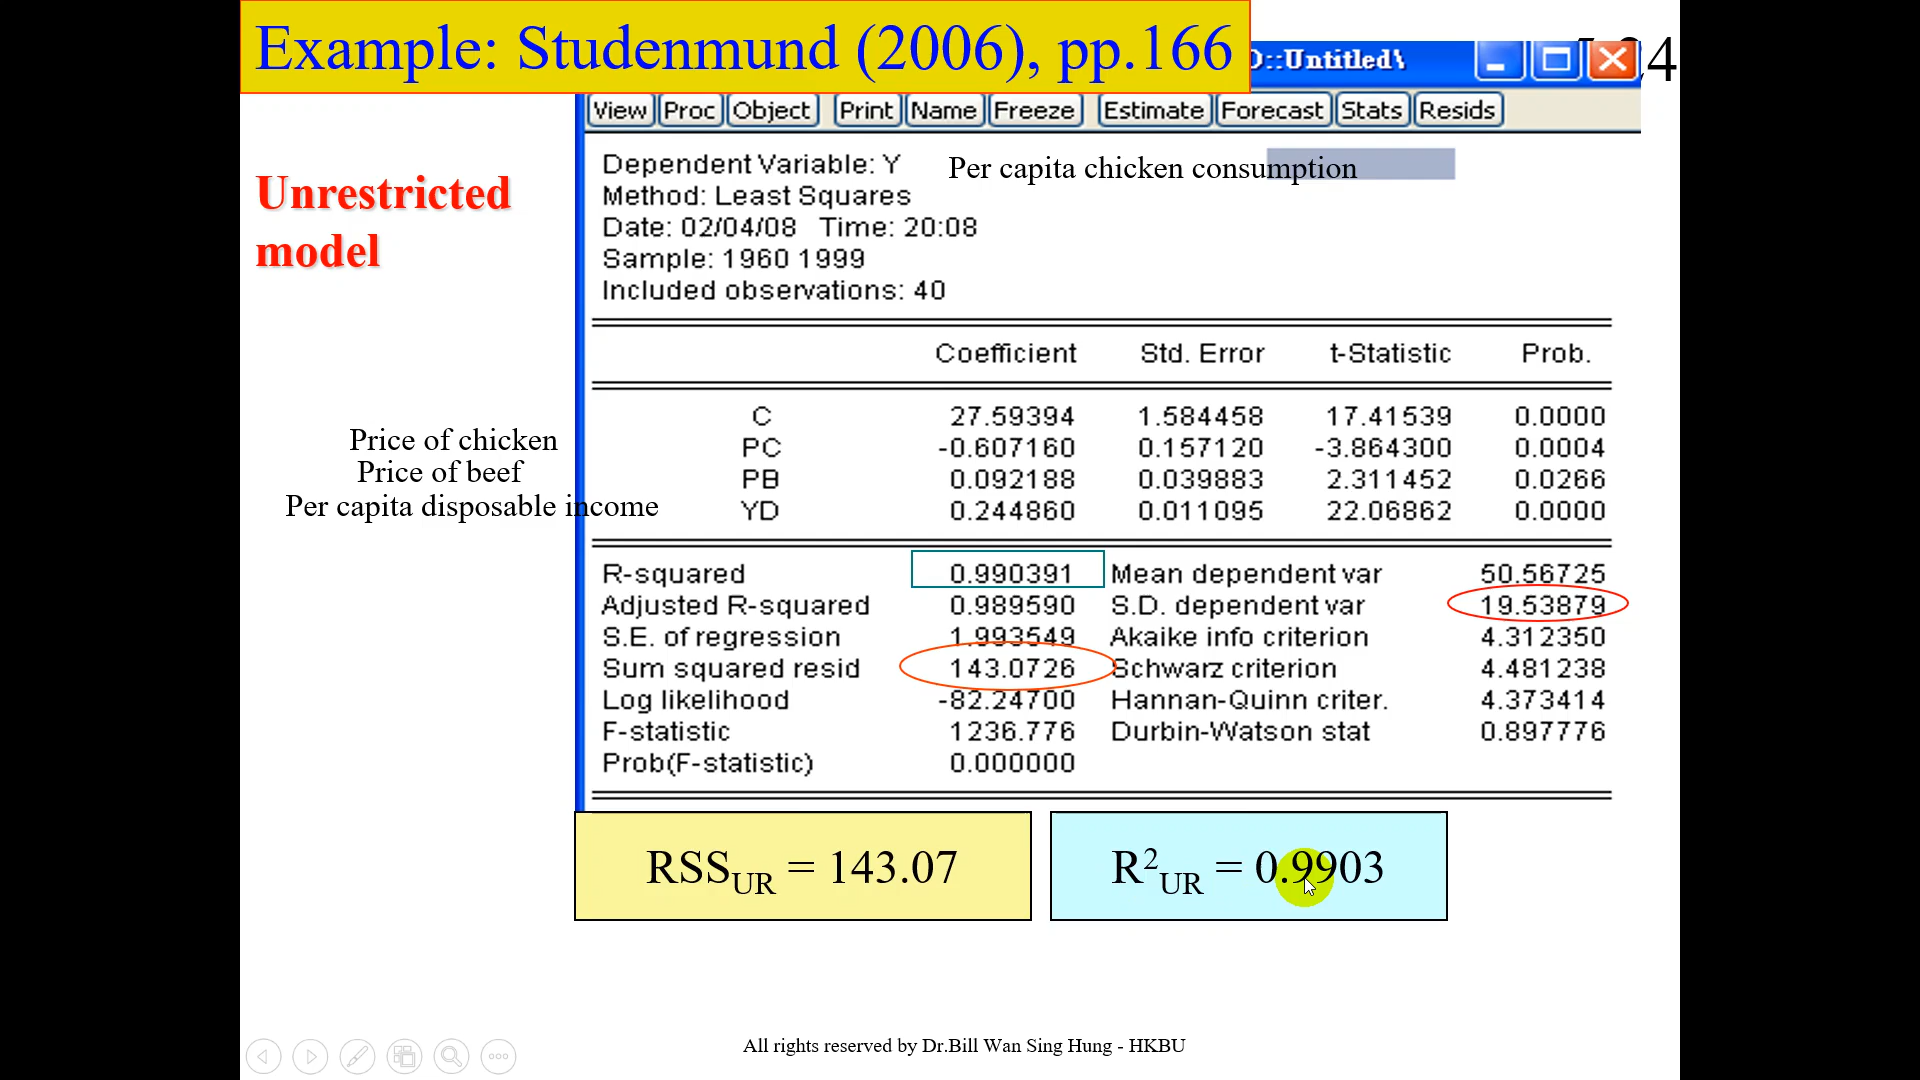 Example: Studenmund (2006), pp.166
::Untitled\
24
View Proc Object Print Name Freeze Estimate Forecast Stats Resids
Unrestricted
model
Dependent Variable: Y Per capita chicken consumption
Method: Least Squares
Date: 02/04/08 Time: 20:08
Sample: 1960 1999
Included observations: 40
Coefficient Std. Error t-Statistic Prob.
C 27.59394 1.584458 17.41539 0.0000
Price of chicken PC -0.607160 0.157120 -3.864300 0.0004
Price of beef PB 0.092188 0.039883 2.311452 0.0266
Per capita disposable income YD 0.244860 0.011095 22.06862 0.0000
R-squared 0.990391 Mean dependent var 50.56725
Adjusted R-squared 0.989590 S.D. dependent var 19.53879
S.E. of regression 1.993549 Akaike info criterion 4.312350
Sum squared resid 143.0726 Schwarz criterion 4.481238
Log likelihood -82.24700 Hannan-Quinn criter. 4.373414
F-statistic 1236.776 Durbin-Watson stat 0.897776
Prob(F-statistic) 0.000000
RSS_UR = 143.07 R²_UR = 0.9903
All rights reserved by Dr.Bill Wan Sing Hung - HKBU